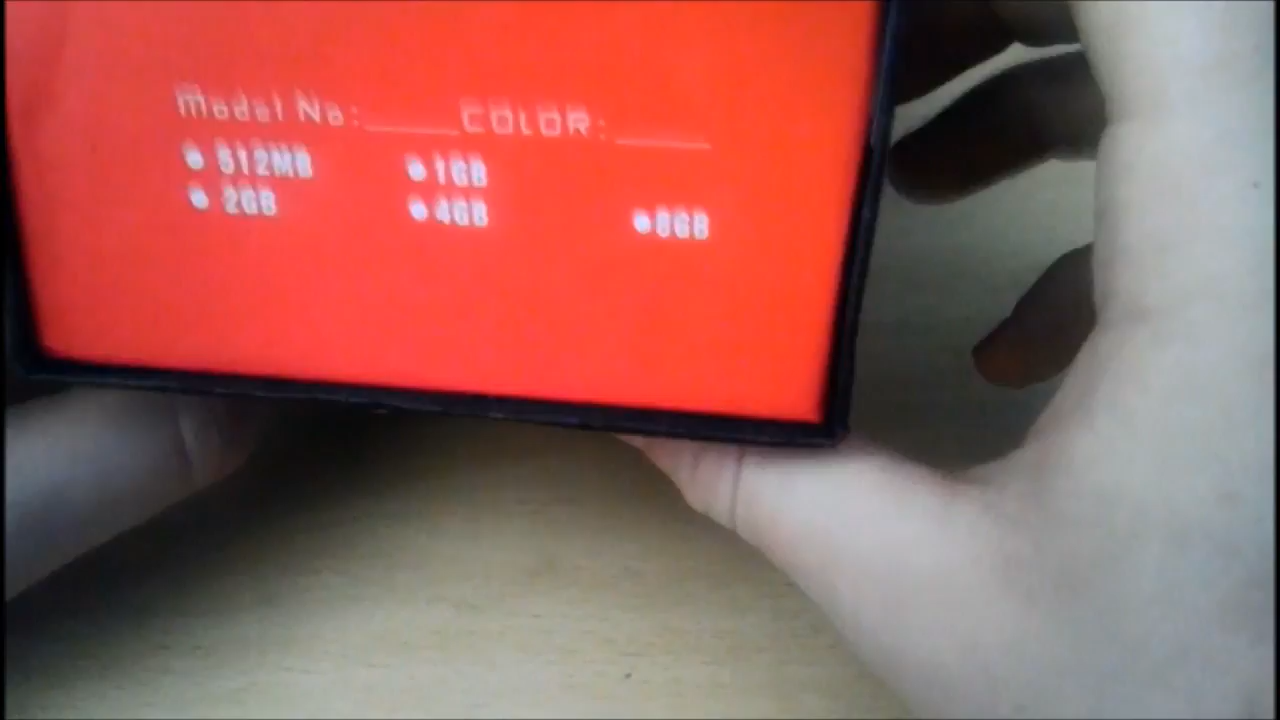 Model No:_____COLOR:_____
● 512MB ● 1GB
● 2GB ● 4GB ● 8GB